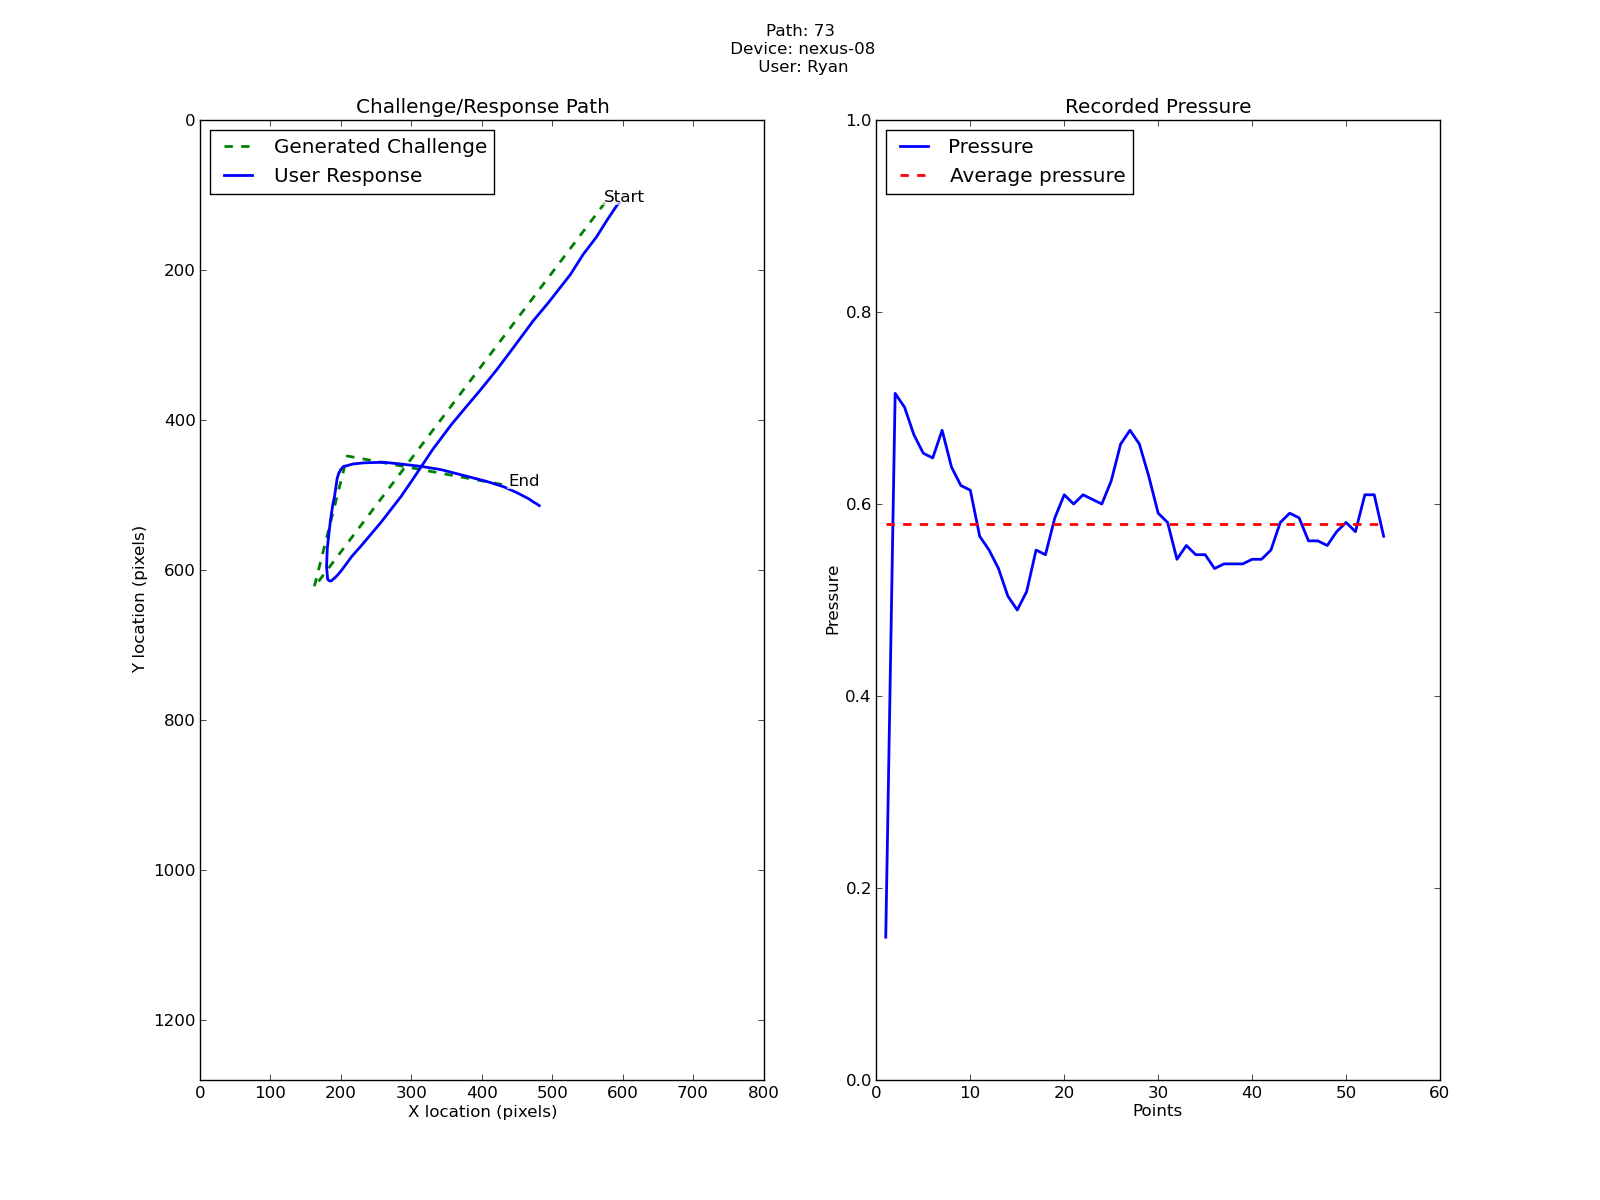 Path: 73
Device: nexus-08
User: Ryan
Challenge/Response Path
Generated Challenge
User Response
Start
End
0
200
400
600
800
1000
1200
Y location (pixels)
0 100 200 300 400 500 600 700 800
X location (pixels)
Recorded Pressure
Pressure
Average pressure
1.0
0.8
0.6
0.4
0.2
0.0
Pressure
0 10 20 30 40 50 60
Points